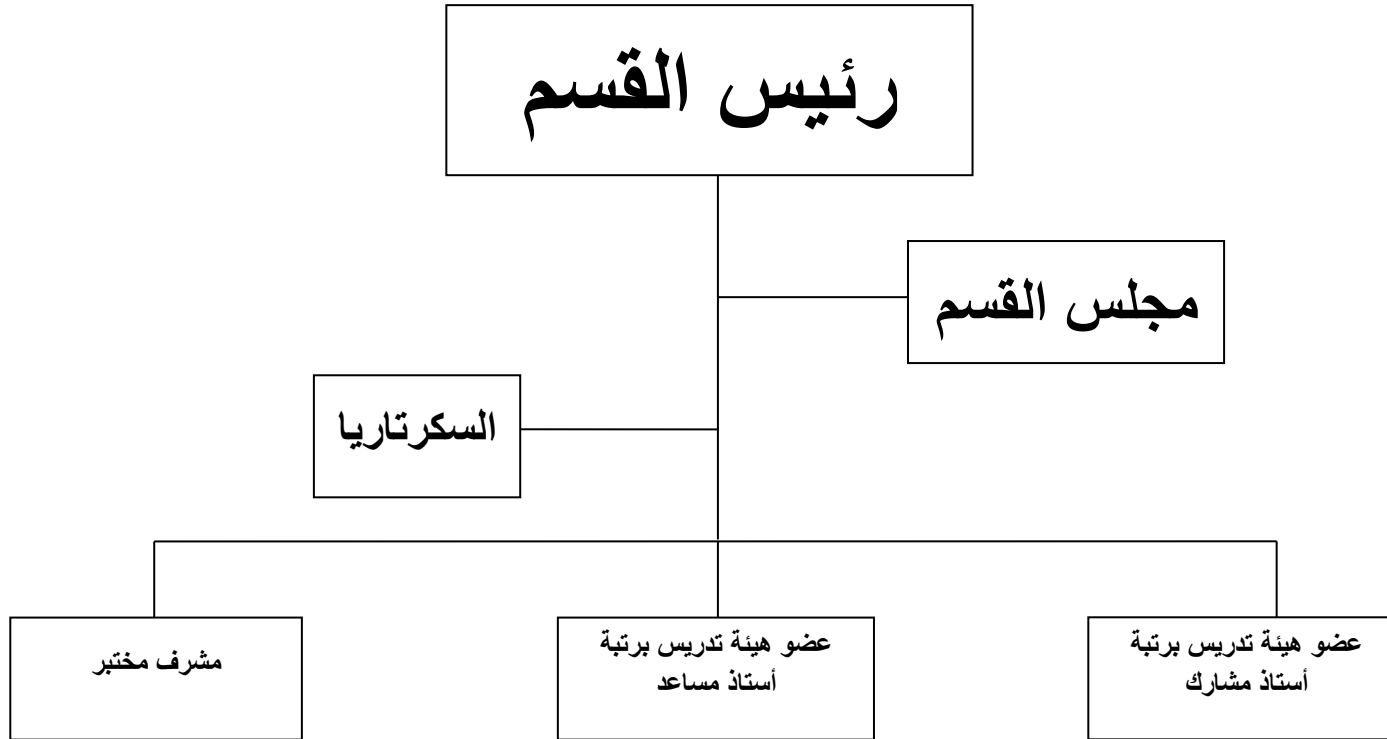 رئيس القسم
مجلس القسم
السكرتاريا
عضو هيئة تدريس برتبة
أستاذ مشارك
عضو هيئة تدريس برتبة
أستاذ مساعد
مشرف مختبر